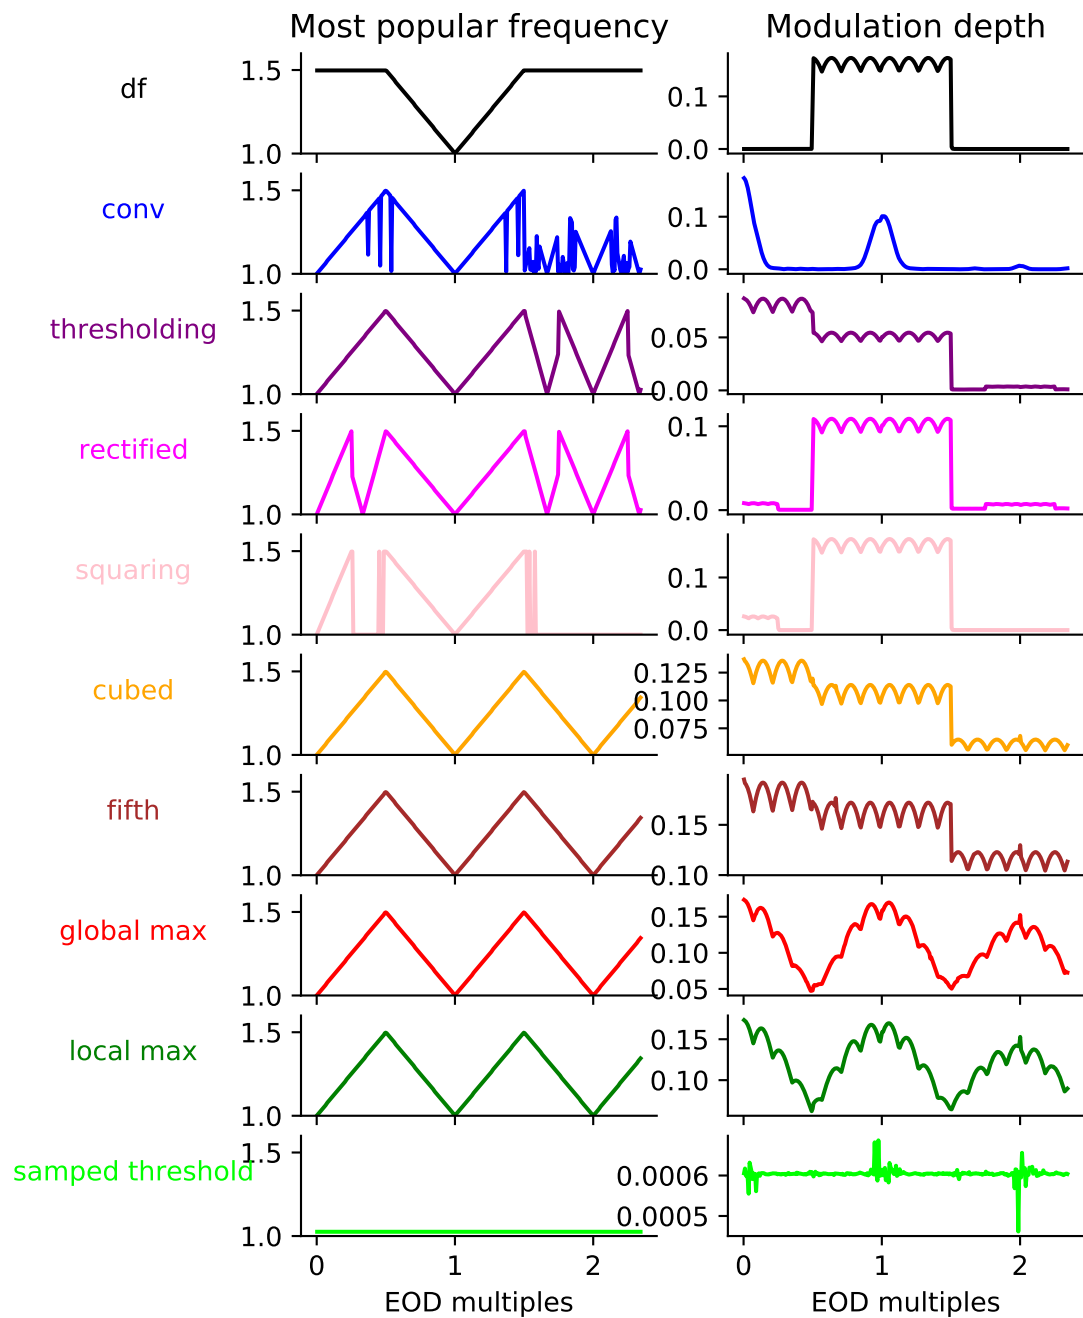 Most popular frequency
Modulation depth
df
1.5
1.0
0.1
0.0
conv
1.5
1.0
0.1
0.0
thresholding
1.5
1.0
0.05
0.00
rectified
1.5
1.0
0.1
0.0
squaring
1.5
1.0
0.1
0.0
cubed
1.5
1.0
0.125
0.100
0.075
fifth
1.5
1.0
0.15
0.10
global max
1.5
1.0
0.15
0.10
0.05
local max
1.5
1.0
0.15
0.10
samped threshold
1.5
1.0
0.0006
0.0005
0 1 2
0 1 2
EOD multiples
EOD multiples